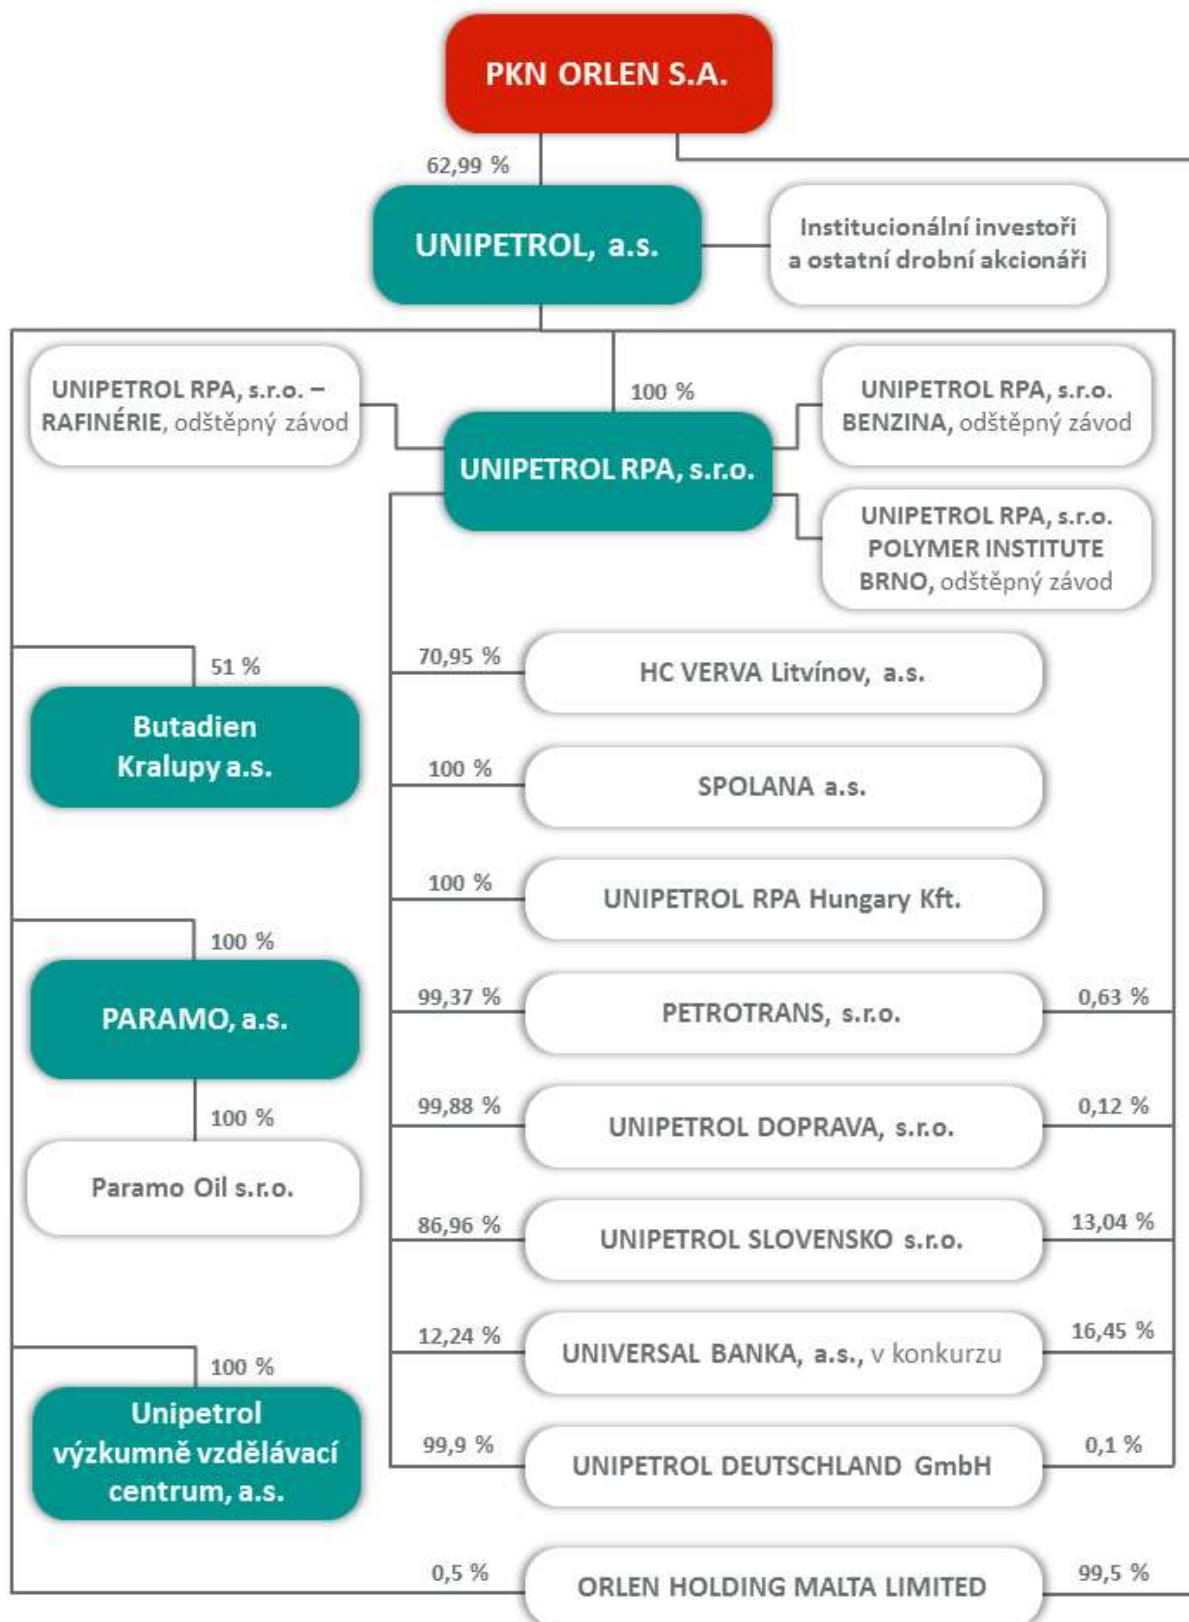 PKN ORLEN S.A.
62,99 %
UNIPETROL, a.s.
Institucionální investoři
a ostatní drobní akcionáři
UNIPETROL RPA, s.r.o. –
RAFINÉRIE, odštěpný závod
100 %
UNIPETROL RPA, s.r.o.
BENZINA, odštěpný závod
UNIPETROL RPA, s.r.o.
UNIPETROL RPA, s.r.o.
POLYMER INSTITUTE
BRNO, odštěpný závod
51 %
Butadien
Kralupy a.s.
70,95 %
HC VERVA Litvínov, a.s.
100 %
SPOLANA a.s.
100 %
UNIPETROL RPA Hungary Kft.
100 %
PARAMO, a.s.
99,37 %
PETROTRANS, s.r.o.
0,63 %
100 %
Paramo Oil s.r.o.
99,88 %
UNIPETROL DOPRAVA, s.r.o.
0,12 %
86,96 %
UNIPETROL SLOVENSKO s.r.o.
13,04 %
12,24 %
UNIVERSAL BANKA, a.s., v konkurzu
16,45 %
100 %
Unipetrol
výzkumně vzdělávací
centrum, a.s.
99,9 %
UNIPETROL DEUTSCHLAND GmbH
0,1 %
0,5 %
ORLEN HOLDING MALTA LIMITED
99,5 %